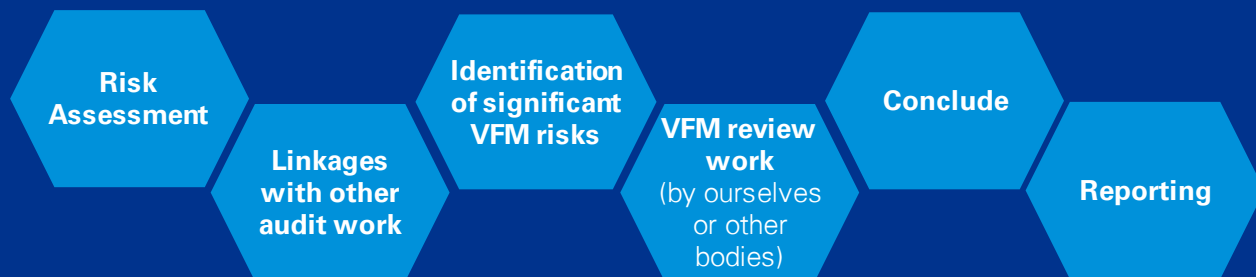 Risk
Assessment
Linkages
with other
audit work
Identification
of significant
VFM risks
VFM review
work
(by ourselves
or other
bodies)
Conclude
Reporting